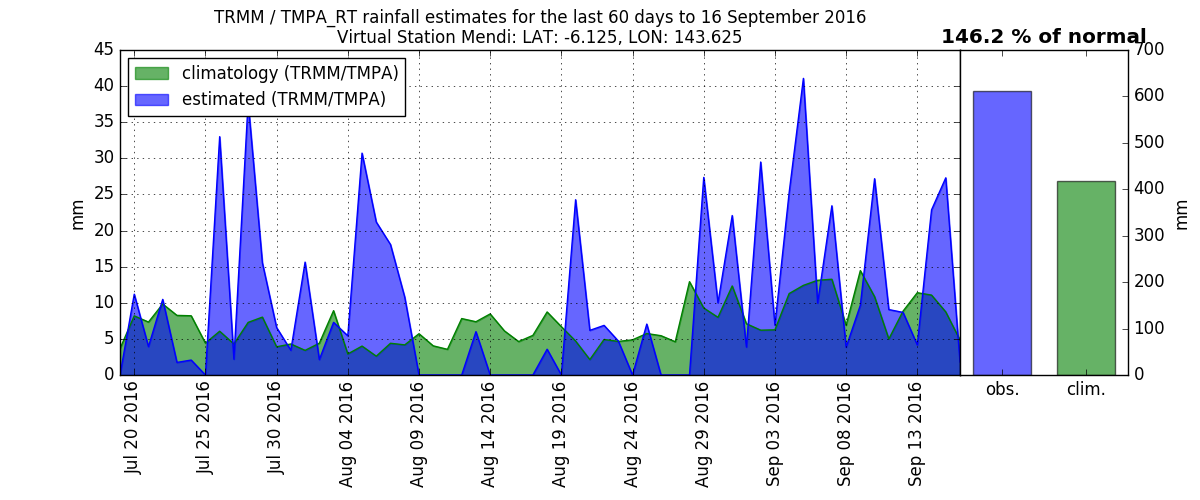 TRMM / TMPA_RT rainfall estimates for the last 60 days to 16 September 2016
Virtual Station Mendi: LAT: -6.125, LON: 143.625
146.2 % of normal
climatology (TRMM/TMPA)
estimated (TRMM/TMPA)
45
40
35
30
25
20
15
10
5
0
mm
Jul 20 2016
Jul 25 2016
Jul 30 2016
Aug 04 2016
Aug 09 2016
Aug 14 2016
Aug 19 2016
Aug 24 2016
Aug 29 2016
Sep 03 2016
Sep 08 2016
Sep 13 2016
700
600
500
400
300
200
100
0
mm
obs.
clim.